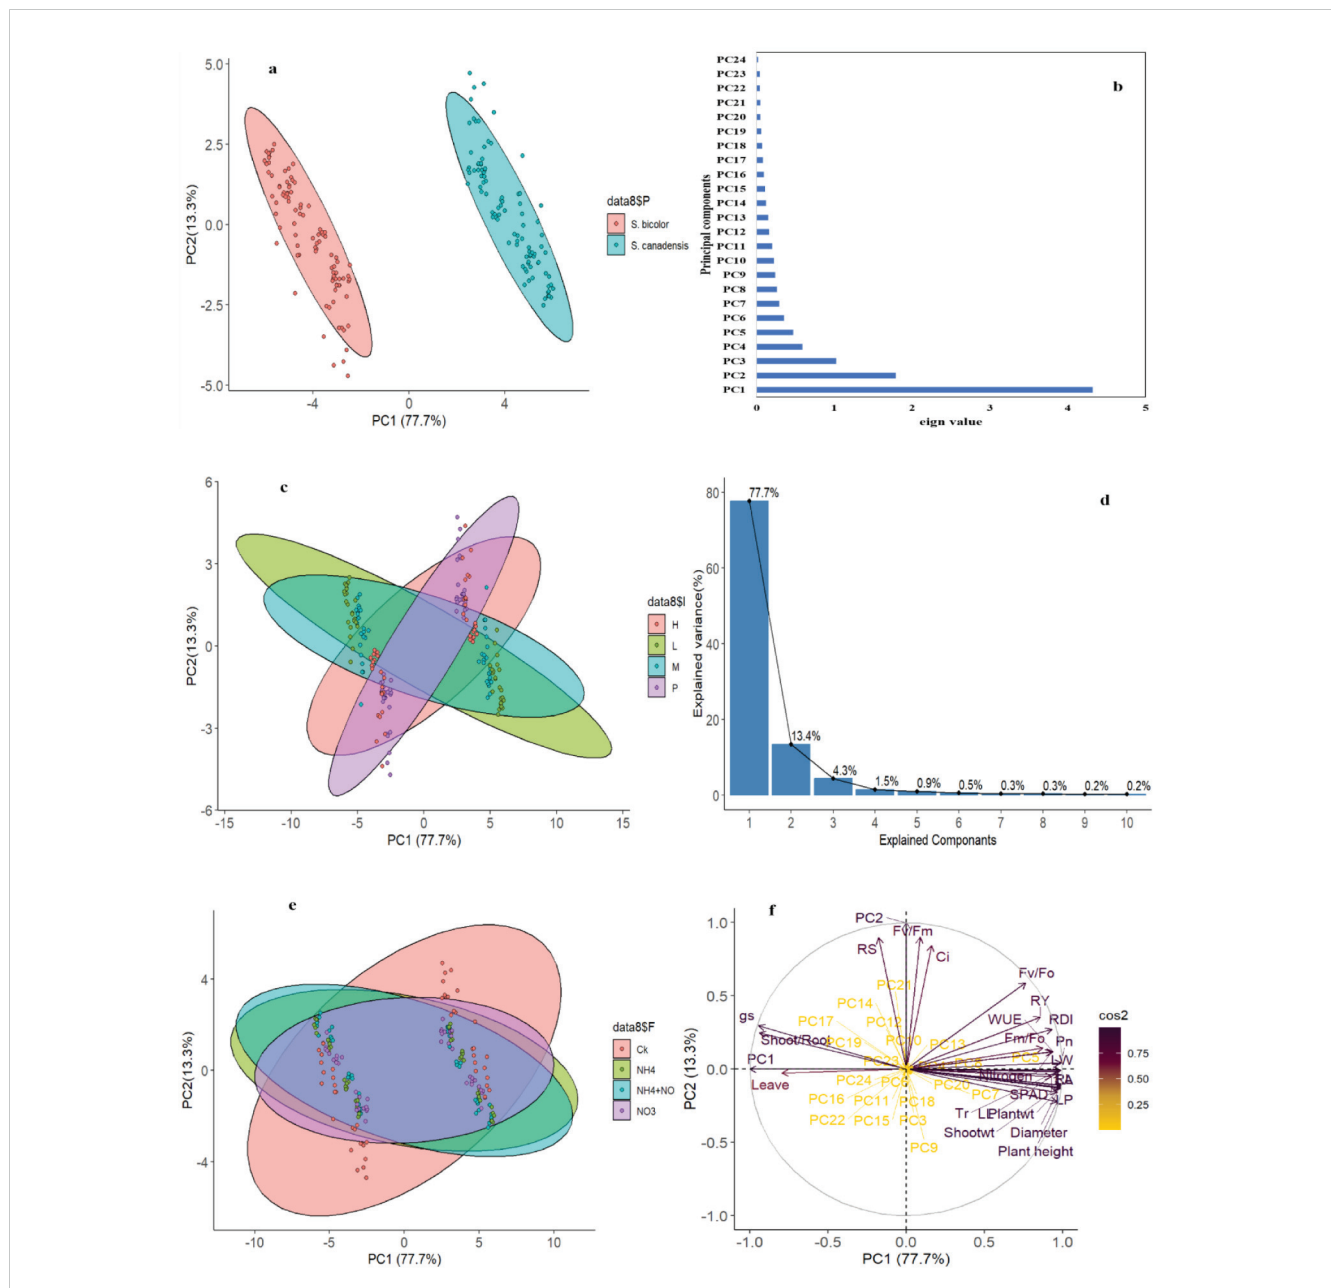 a
5.0
2.5
0.0
-2.5
-5.0
PC2(13.3%)
-4
0
4
PC1 (77.7%)
data8$P
S. bicolor
S. canadensis
b
PC24
PC23
PC22
PC21
PC20
PC19
PC18
PC17
PC16
PC15
PC14
PC13
PC12
PC11
PC10
PC9
PC8
PC7
PC6
PC5
PC4
PC3
PC2
PC1
Principal components
0 1 2 3 4 5
eign value
c
6
3
0
-3
-6
PC2(13.3%)
-15 -10 -5 0 5 10 15
PC1 (77.7%)
data8$I
H
L
M
P
d
80
60
40
20
0
Explained variance(%)
77.7%
13.4%
4.3%
1.5%
0.9%
0.5%
0.3%
0.3%
0.2%
0.2%
1 2 3 4 5 6 7 8 9 10
Explained Componants
e
4
0
-4
PC2 (13.3%)
-10 -5 0 5 10
PC1 (77.7%)
data8$F
Ck
NH4
NH4+NO
NO3
f
1.0
0.5
0.0
-0.5
-1.0
PC2 (13.3%)
PC2
Fv/Fm
RS
Ci
Fv/Fo
PC21
PC14
RY
gs
PC17
PC12
WUE
RDI
Shoot/Root
PC19
PC10
PC13
Fm/Fo
Pn
PC1
PC23
PC5
LW
Leave
PC24
PC6
PC20
Nitrogen
PC16
PC11
PC18
PC7
SPAD
LP
PC22
PC15
PC3
Tr
LL
Plantwt
PC9
Shootwt
Diameter
Plant height
-1.0 -0.5 0.0 0.5 1.0
PC1 (77.7%)
cos2
0.75
0.50
0.25